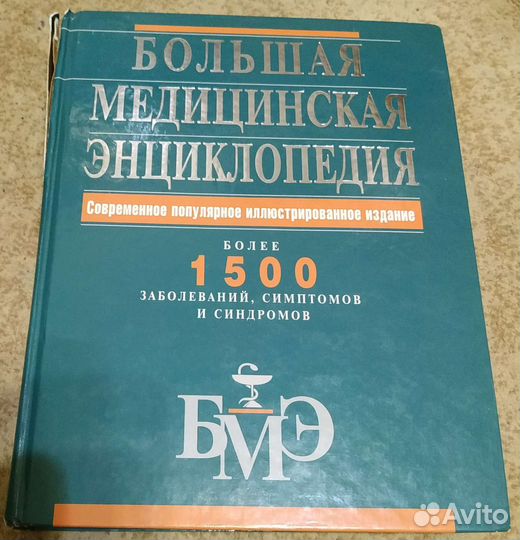 БОЛЬШАЯ
МЕДИЦИНСКАЯ
ЭНЦИКЛОПЕДИЯ
Современное популярное иллюстрированное издание
БОЛЕЕ
1500
ЗАБОЛЕВАНИЙ, СИМПТОМОВ
И СИНДРОМОВ
БМЭ
Avito